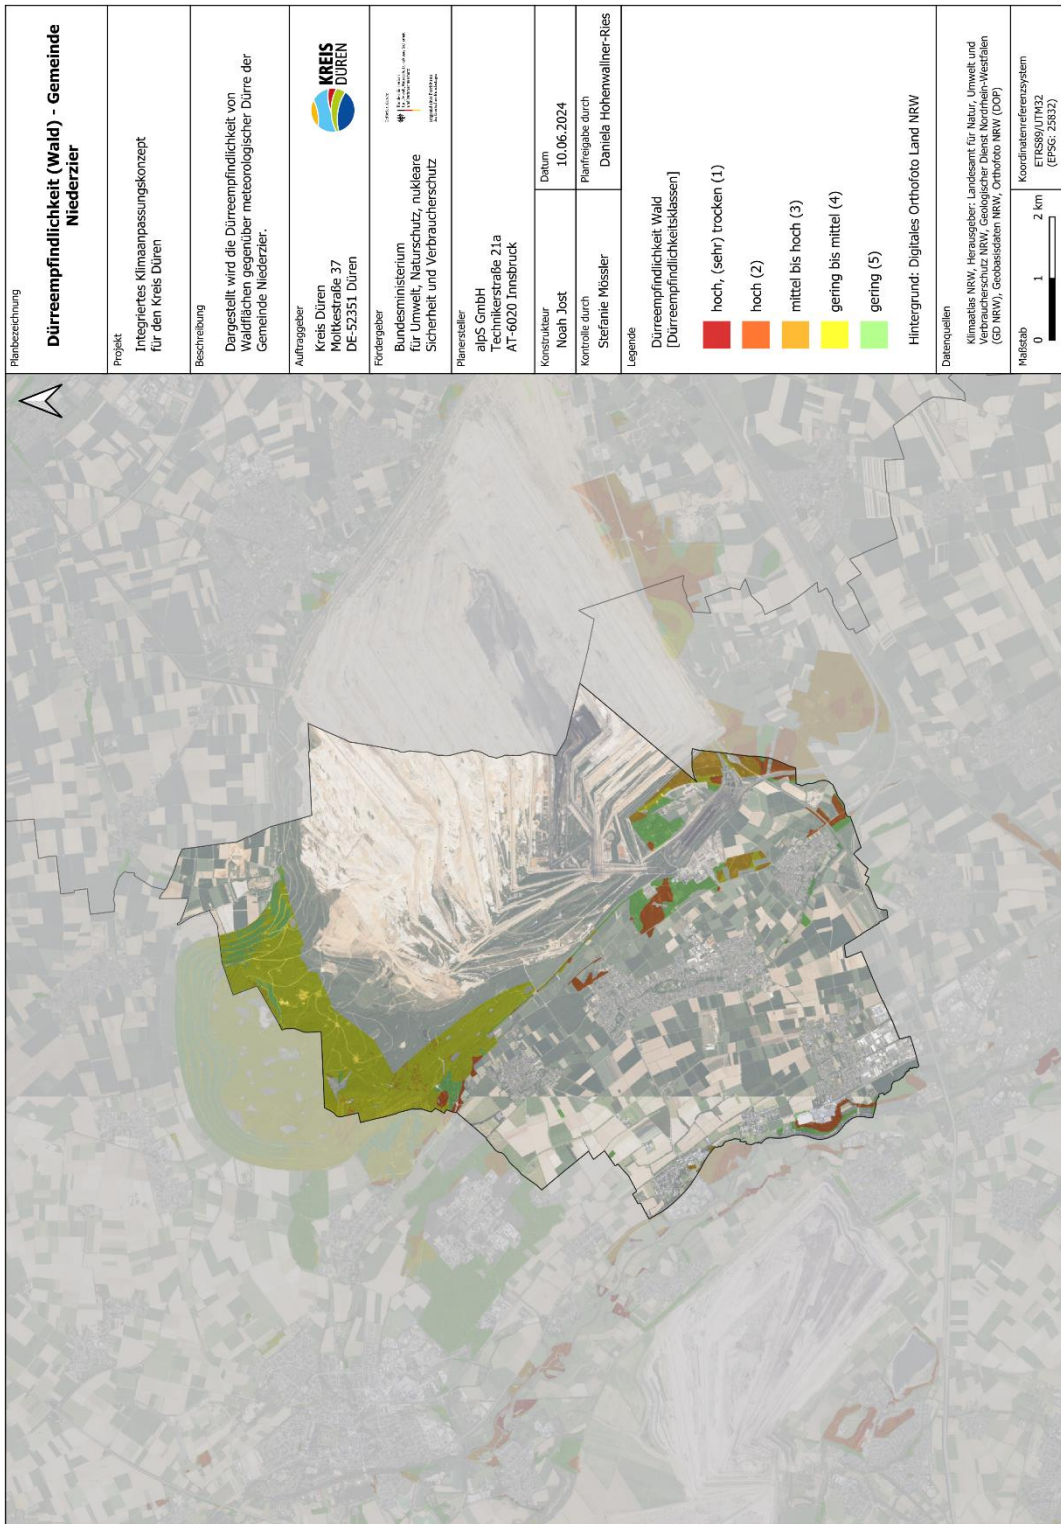 Planbezeichnung
Dürreempfindlichkeit (Wald) - Gemeinde
Niederzier
Projekt
Integriertes Klimaanpassungskonzept
für den Kreis Düren
Beschreibung
Dargestellt wird die Dürreempfindlichkeit von
Waldflächen gegenüber meteorologischer Dürre der
Gemeinde Niederzier.
Auftraggeber
Kreis Düren
Moltkestraße 37
DE-52351 Düren
KREIS
DÜREN
Fördergeber
Bundesministerium
für Umwelt, Naturschutz, nukleare
Sicherheit und Verbraucherschutz
Planersteller
alpS GmbH
Technikerstraße 21a
AT-6020 Innsbruck
Konstrukteur
Noah Jost
Datum
10.06.2024
Kontrolle durch
Stefanie Mössler
Planfreigabe durch
Daniela Hohenwallner-Ries
Legende
Dürreempfindlichkeit Wald
[Dürreempfindlichkeitsklassen]
hoch, (sehr) trocken (1)
hoch (2)
mittel bis hoch (3)
gering bis mittel (4)
gering (5)
Hintergrund: Digitales Orthofoto Land NRW
Datenquellen
Klimaatlas NRW, Herausgeber: Landesamt für Natur, Umwelt und
Verbraucherschutz NRW, Geologischer Dienst Nordrhein-Westfalen
(GD NRW), Geobasisdaten NRW, Orthofoto NRW (DOP)
Maßstab
0 1 2 km
Koordinatenreferenzsystem
ETRS89/UTM32
(EPSG: 25832)